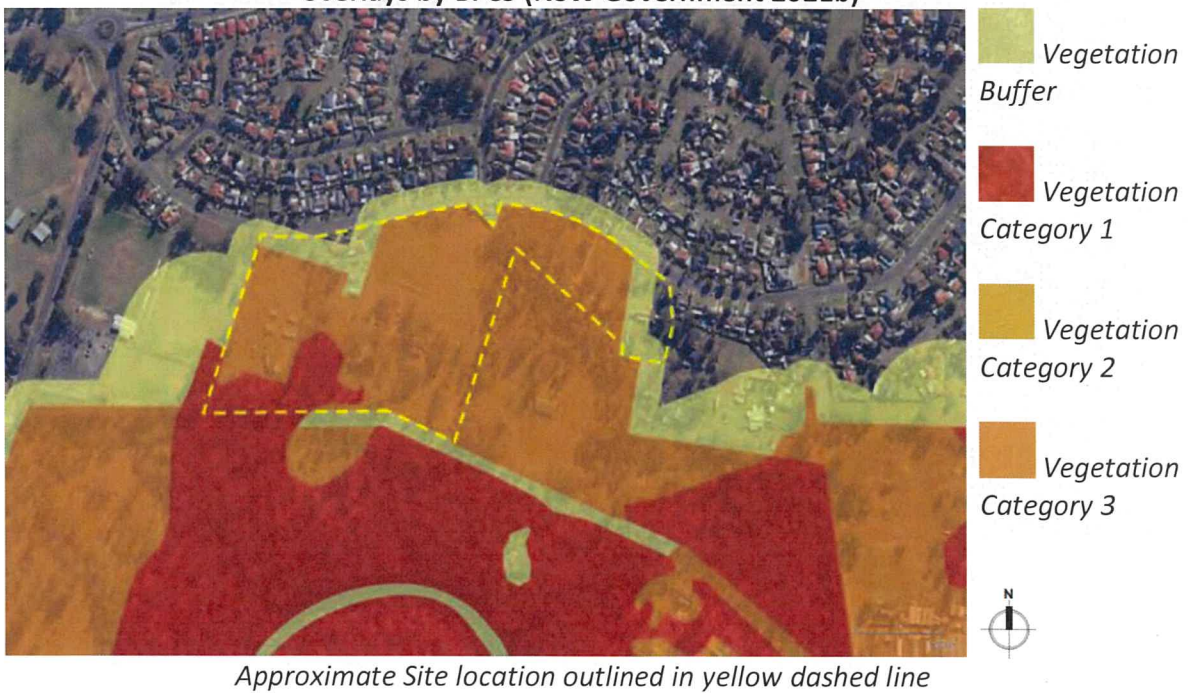 Vegetation
Buffer
Vegetation
Category 1
Vegetation
Category 2
Vegetation
Category 3
N
Approximate Site location outlined in yellow dashed line